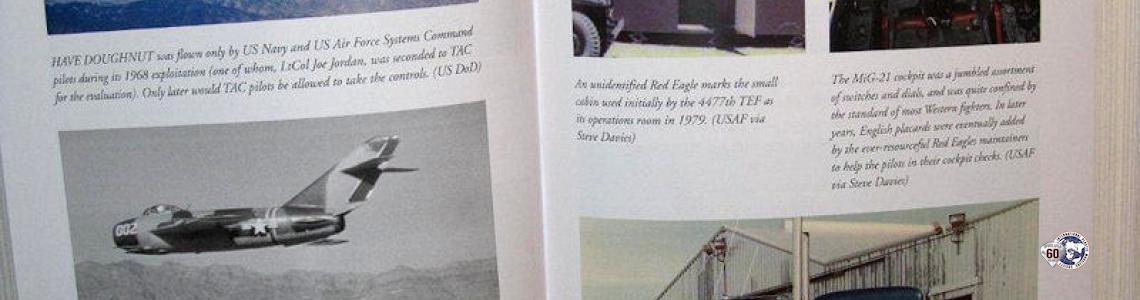 HAVE DOUGHNUT was flown only by US Navy and US Air Force Systems Command
pilots during its 1968 exploitation (one of whom, LtCol Joe Jordan, was seconded to TAC
for the evaluation). Only later would TAC pilots be allowed to take the controls. (US DoD)
002
An unidentified Red Eagle marks the small
cabin used initially by the 4477th TEF as
its operations room in 1979. (USAF via
Steve Davies)
The MiG-21 cockpit was a jumbled assortment
of switches and dials, and was quite confined by
the standard of most Western fighters. In later
years, English placards were eventually added
by the ever-resourceful Red Eagles maintainers
to help the pilots in their cockpit checks. (USAF
via Steve Davies)
60